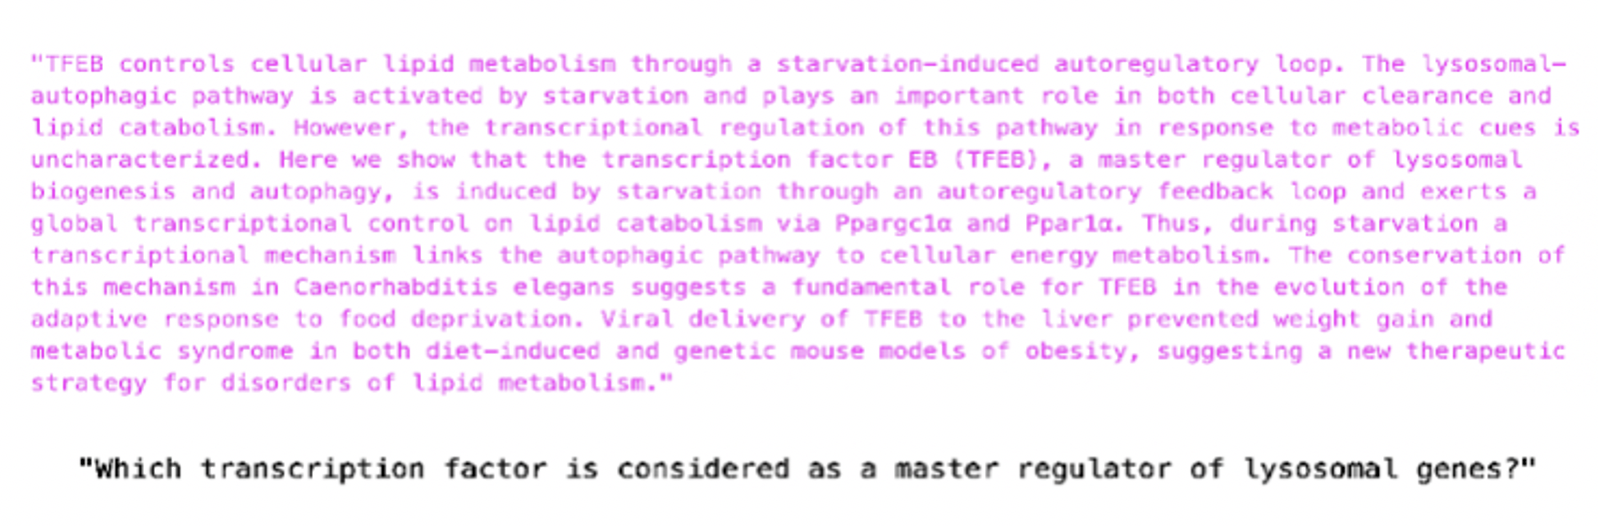 "TFEB controls cellular lipid metabolism through a starvation-induced autoregulatory loop. The lysosomal-
autophagic pathway is activated by starvation and plays an important role in both cellular clearance and
lipid catabolism. However, the transcriptional regulation of this pathway in response to metabolic cues is
uncharacterized. Here we show that the transcription factor EB (TFEB), a master regulator of lysosomal
biogenesis and autophagy, is induced by starvation through an autoregulatory feedback loop and exerts a
global transcriptional control on lipid catabolism via Ppargc1α and Ppar1α. Thus, during starvation a
transcriptional mechanism links the autophagic pathway to cellular energy metabolism. The conservation of
this mechanism in Caenorhabditis elegans suggests a fundamental role for TFEB in the evolution of the
adaptive response to food deprivation. Viral delivery of TFEB to the liver prevented weight gain and
metabolic syndrome in both diet-induced and genetic mouse models of obesity, suggesting a new therapeutic
strategy for disorders of lipid metabolism."
"Which transcription factor is considered as a master regulator of lysosomal genes?"